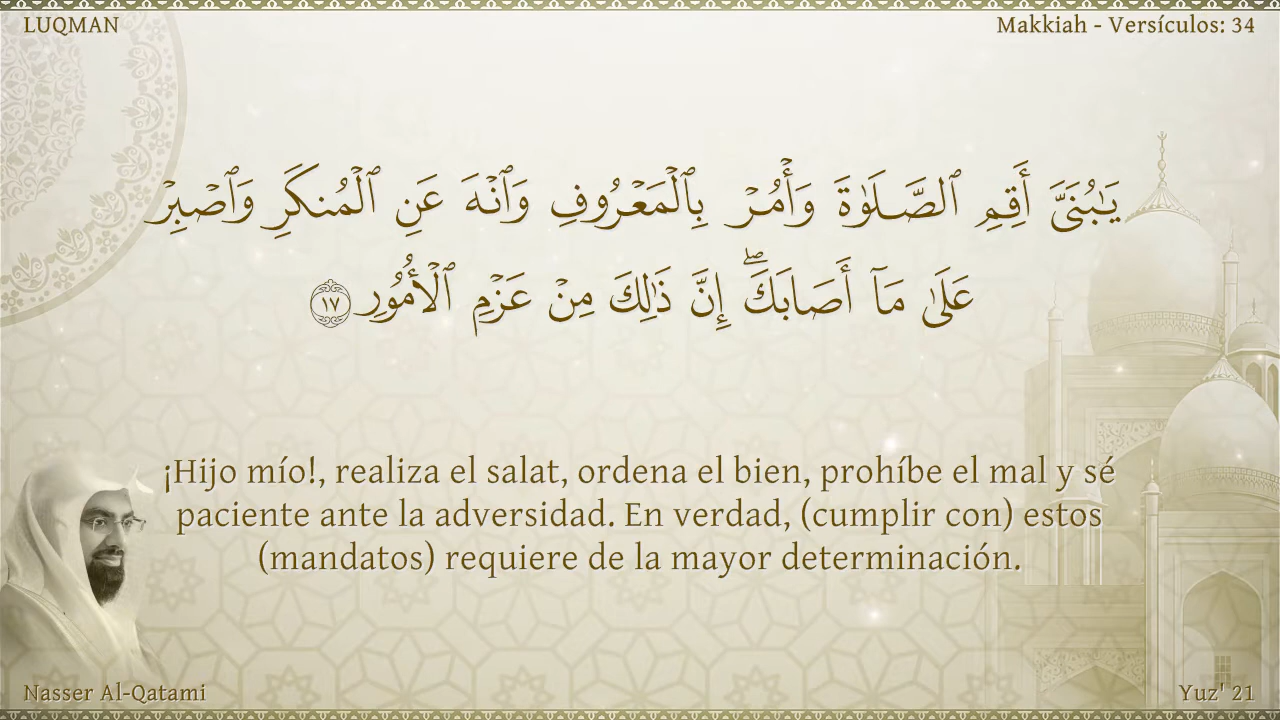 LUQMAN
Makkiah - Versículos: 34
يَٰبُنَيَّ أَقِمِ ٱلصَّلَوٰةَ وَأۡمُرۡ بِٱلۡمَعۡرُوفِ وَٱنۡهَ عَنِ ٱلۡمُنكَرِ وَٱصۡبِرۡ
عَلَىٰ مَآ أَصَابَكَۖ إِنَّ ذَٰلِكَ مِنۡ عَزۡمِ ٱلۡأُمُورِ ١٧
¡Hijo mío!, realiza el salat, ordena el bien, prohíbe el mal y sé
paciente ante la adversidad. En verdad, (cumplir con) estos
(mandatos) requiere de la mayor determinación.
Nasser Al-Qatami
Yuz' 21